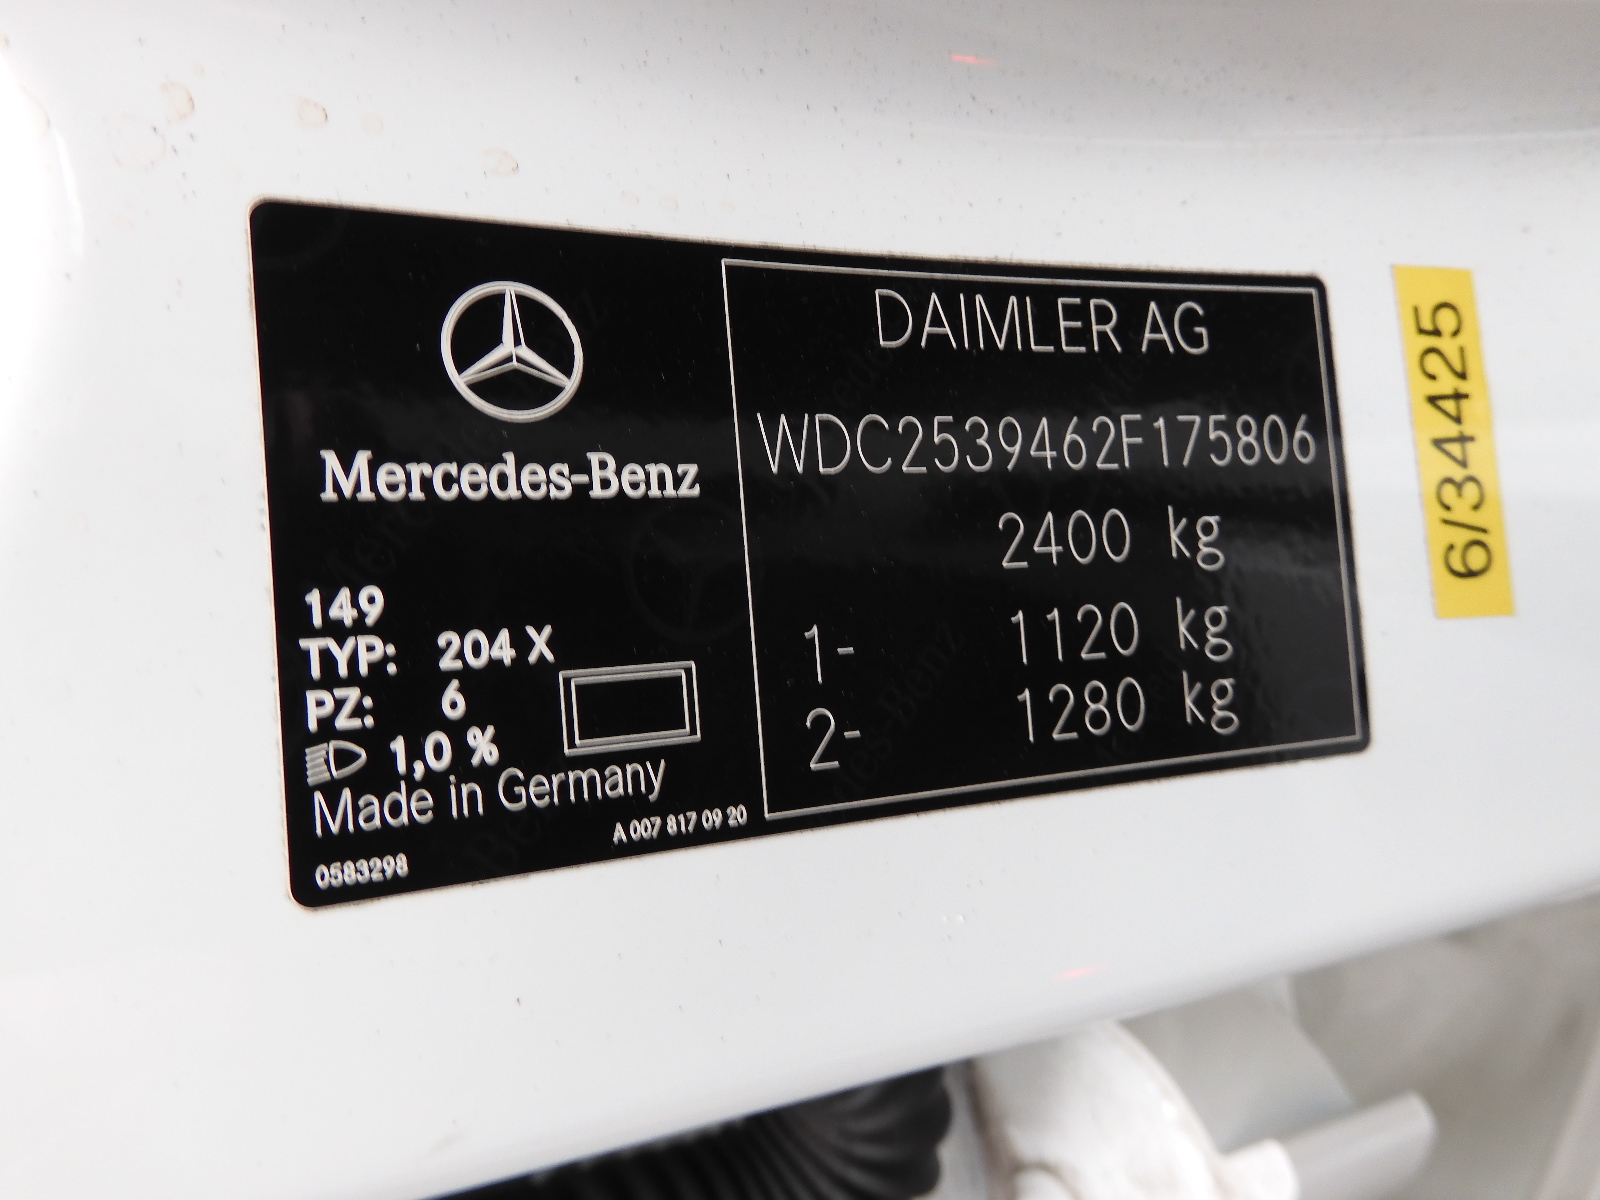 Mercedes-Benz
149
TYP: 204 X
PZ: 6
1,0 %
Made in Germany
A 007 817 09 20
0583298
DAIMLER AG
WDC2539462F175806
2400 kg
1- 1120 kg
2- 1280 kg
6/34425